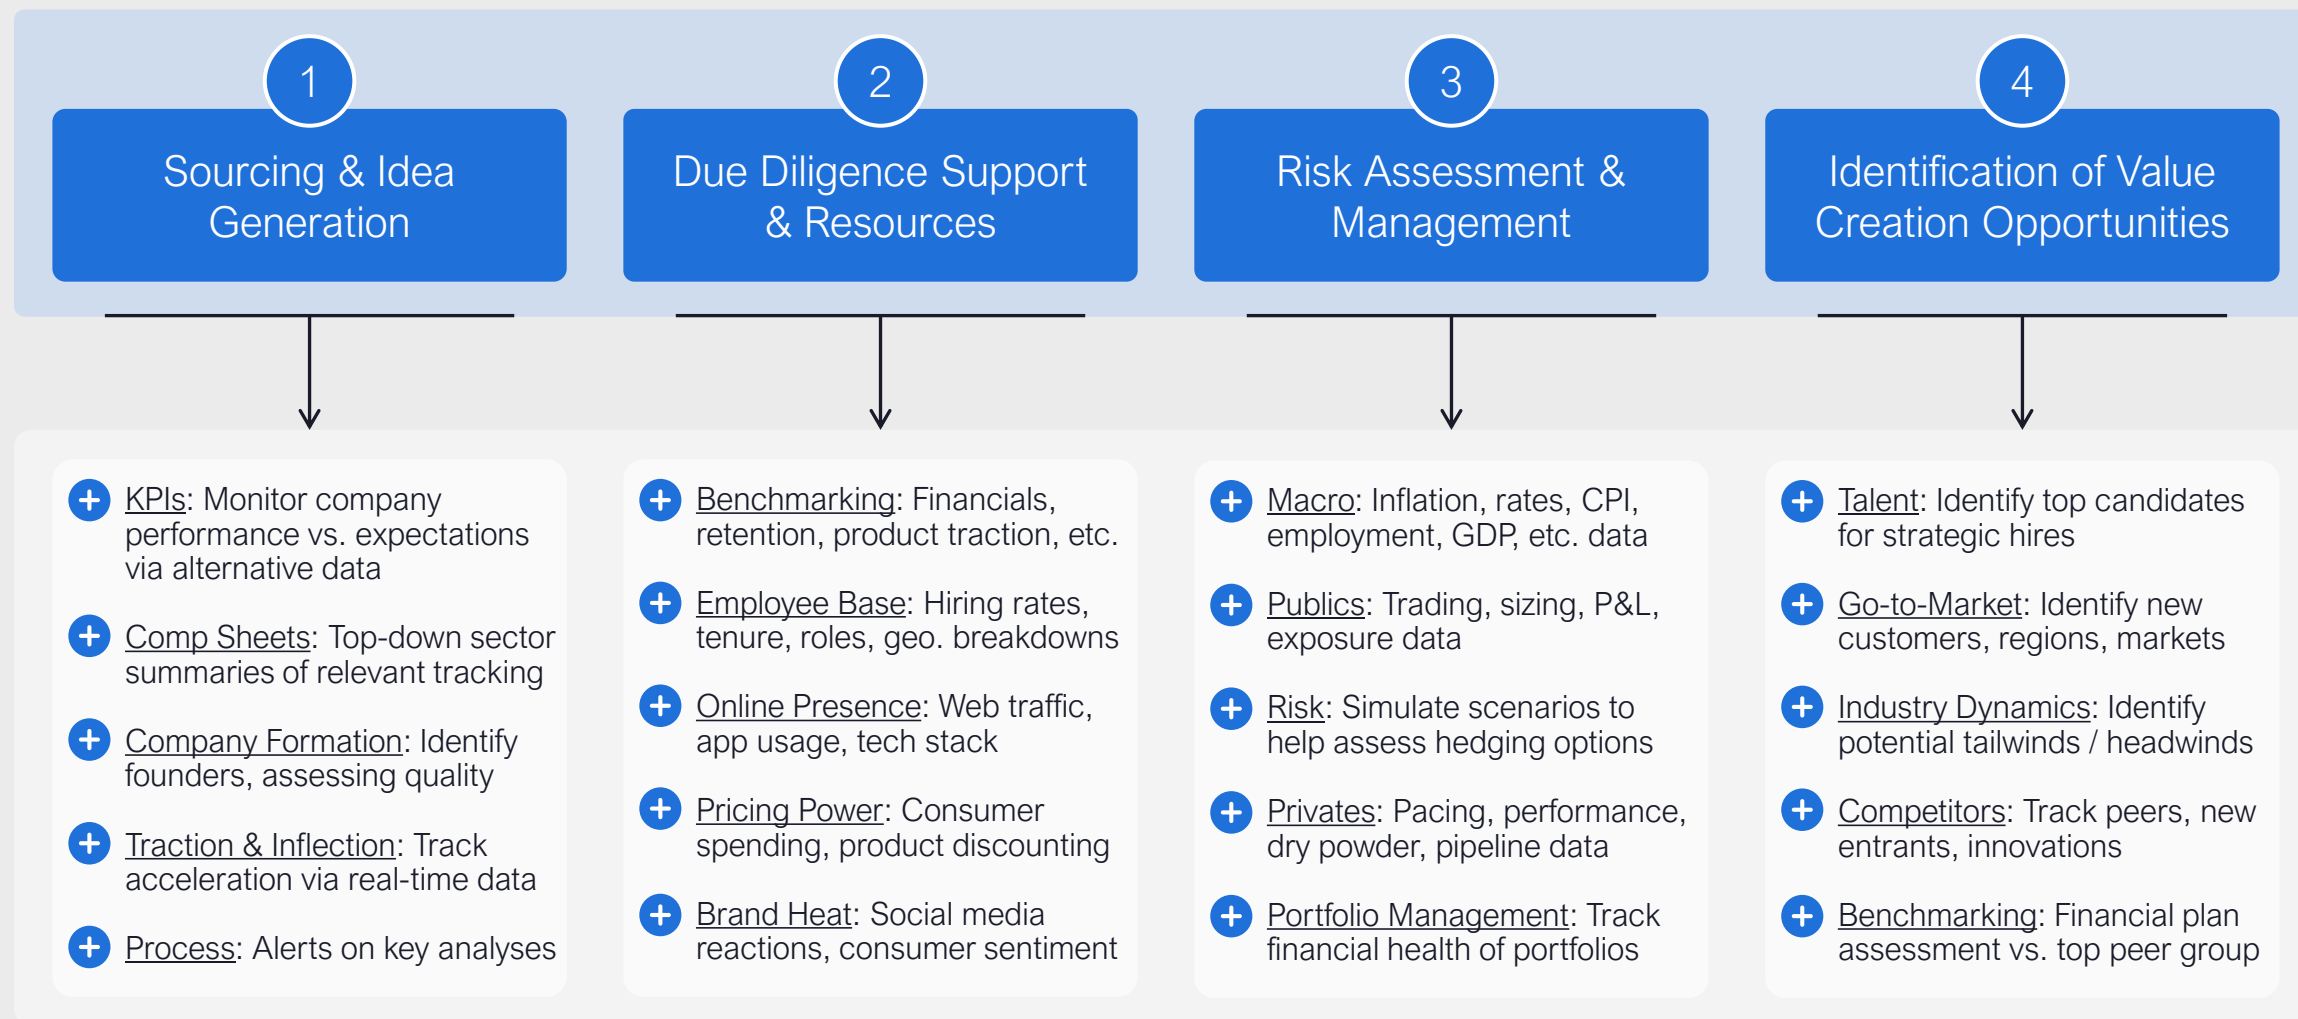 1
Sourcing & Idea
Generation
2
Due Diligence Support
& Resources
3
Risk Assessment &
Management
4
Identification of Value
Creation Opportunities
KPIs: Monitor company
performance vs. expectations
via alternative data
Comp Sheets: Top-down sector
summaries of relevant tracking
Company Formation: Identify
founders, assessing quality
Traction & Inflection: Track
acceleration via real-time data
Process: Alerts on key analyses
Benchmarking: Financials,
retention, product traction, etc.
Employee Base: Hiring rates,
tenure, roles, geo. breakdowns
Online Presence: Web traffic,
app usage, tech stack
Pricing Power: Consumer
spending, product discounting
Brand Heat: Social media
reactions, consumer sentiment
Macro: Inflation, rates, CPI,
employment, GDP, etc. data
Publics: Trading, sizing, P&L,
exposure data
Risk: Simulate scenarios to
help assess hedging options
Privates: Pacing, performance,
dry powder, pipeline data
Portfolio Management: Track
financial health of portfolios
Talent: Identify top candidates
for strategic hires
Go-to-Market: Identify new
customers, regions, markets
Industry Dynamics: Identify
potential tailwinds / headwinds
Competitors: Track peers, new
entrants, innovations
Benchmarking: Financial plan
assessment vs. top peer group